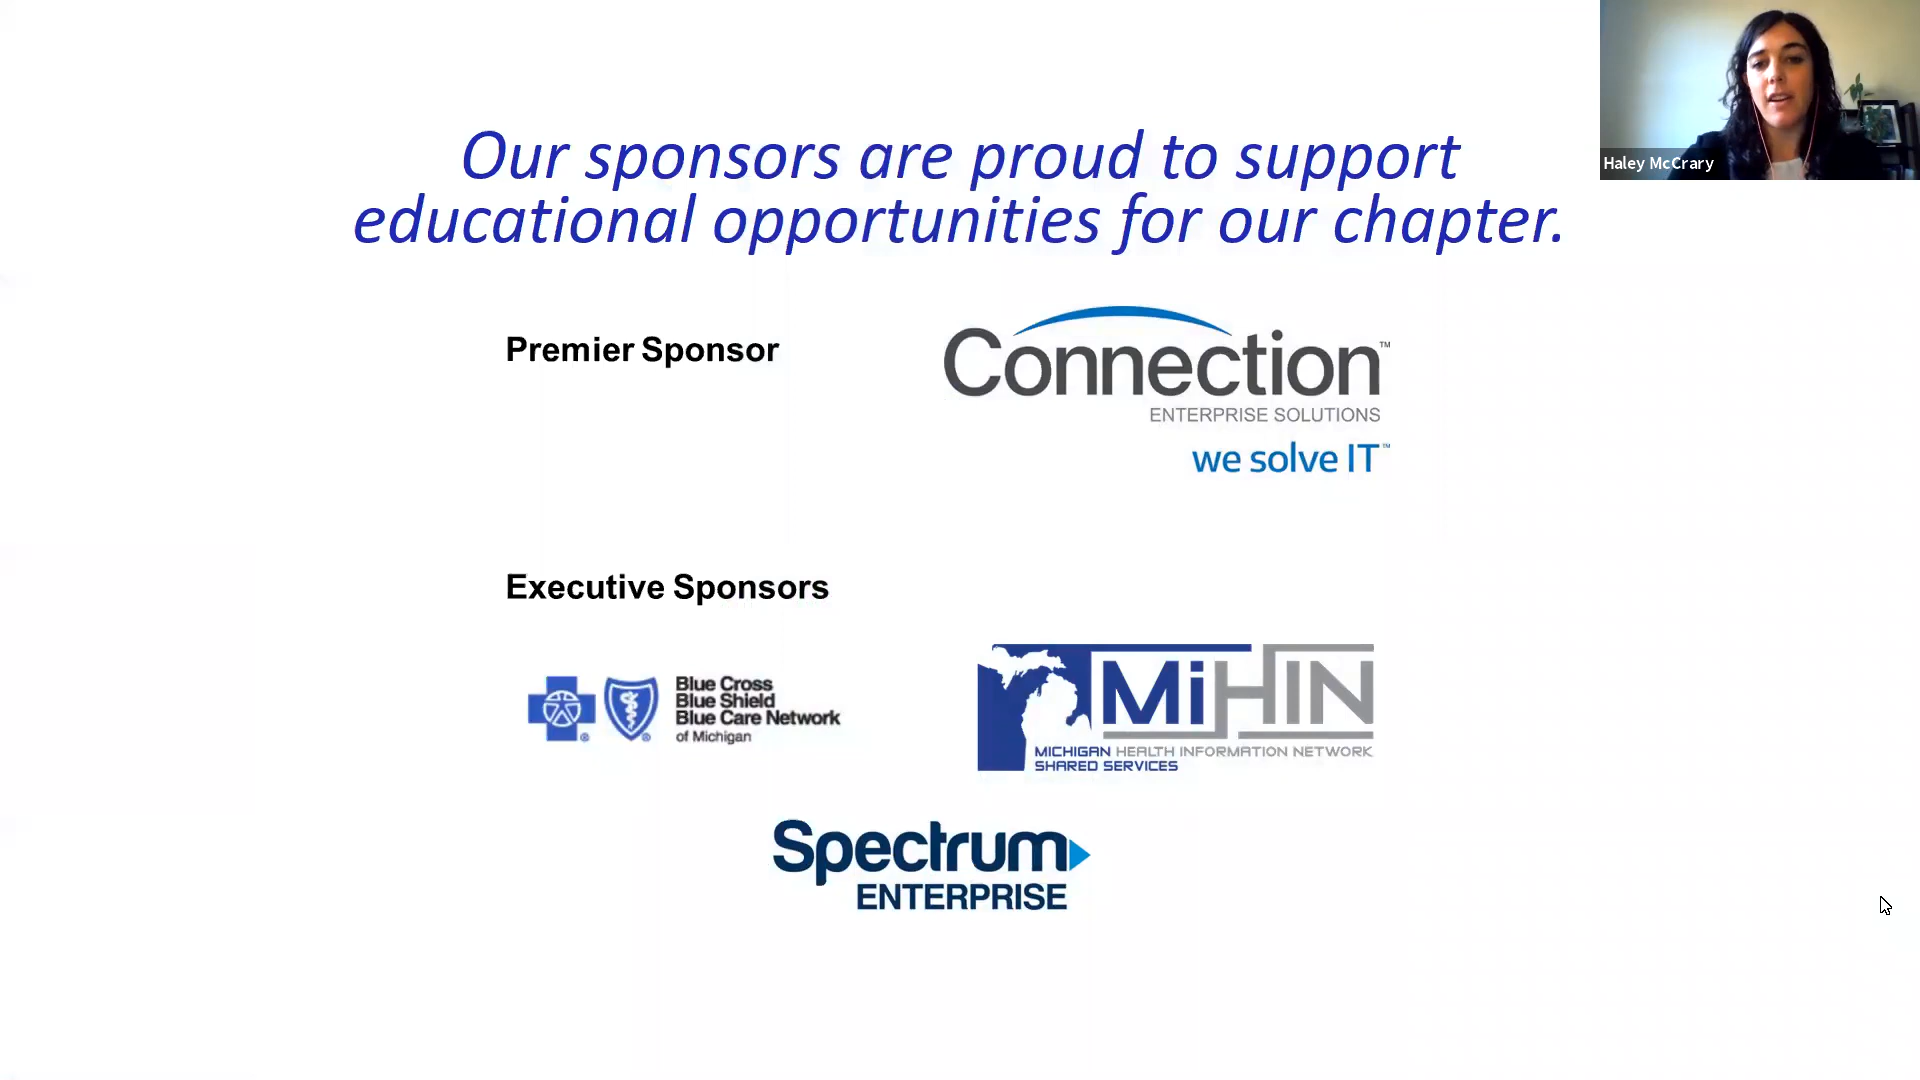 Our sponsors are proud to support
educational opportunities for our chapter.
Haley McCrary
Premier Sponsor
Connection™
ENTERPRISE SOLUTIONS
we solve IT™
Executive Sponsors
Blue Cross
Blue Shield
Blue Care Network
of Michigan
® ®
MiHIN
MICHIGAN HEALTH INFORMATION NETWORK
SHARED SERVICES
Spectrum
ENTERPRISE